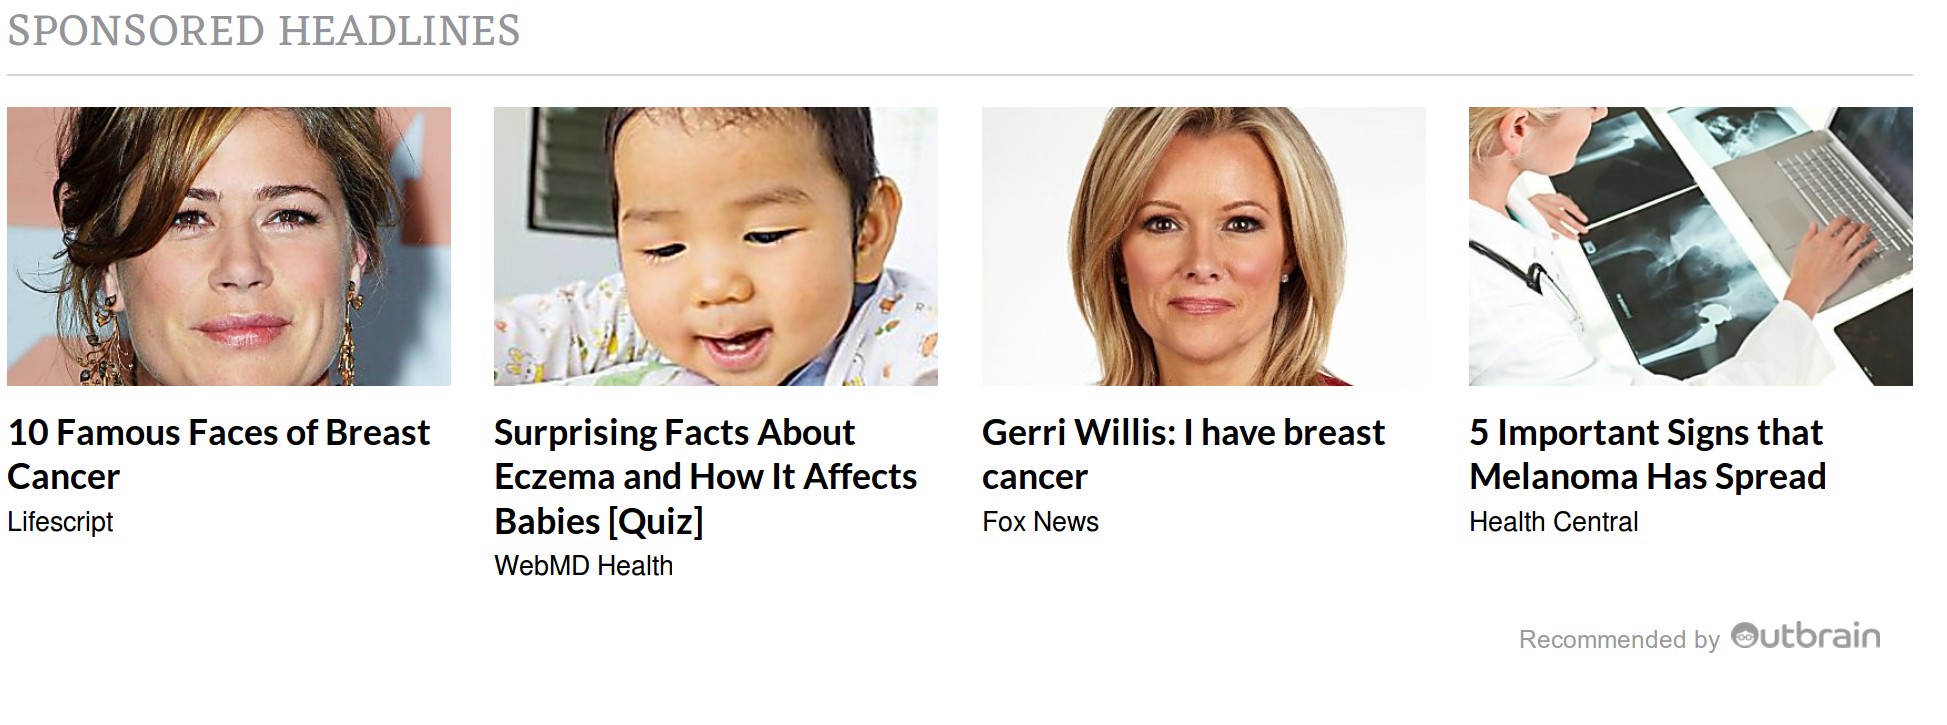 SPONSORED HEADLINES
10 Famous Faces of Breast
Cancer
Lifescript
Surprising Facts About
Eczema and How It Affects
Babies [Quiz]
WebMD Health
Gerri Willis: I have breast
cancer
Fox News
5 Important Signs that
Melanoma Has Spread
Health Central
Recommended by Outbrain